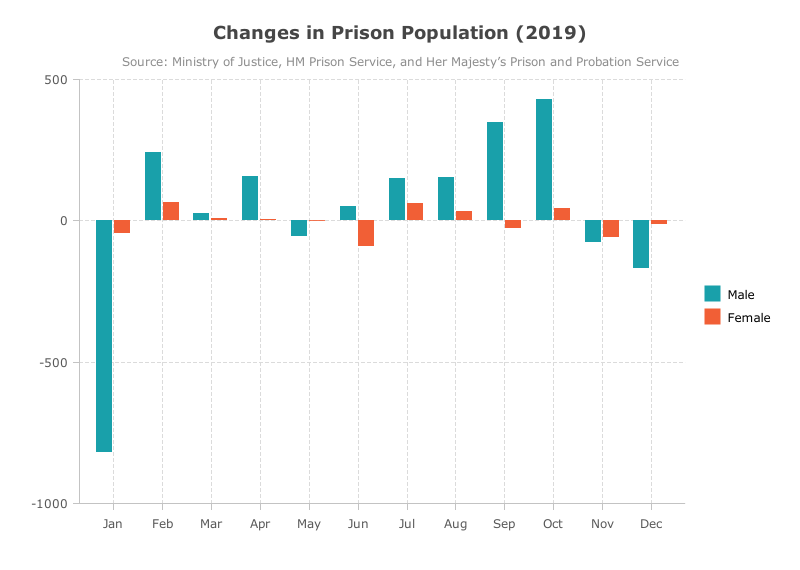 Changes in Prison Population (2019)
Source: Ministry of Justice, HM Prison Service, and Her Majesty’s Prison and Probation Service
500
0
-500
-1000
Jan Feb Mar Apr May Jun Jul Aug Sep Oct Nov Dec
Male
Female